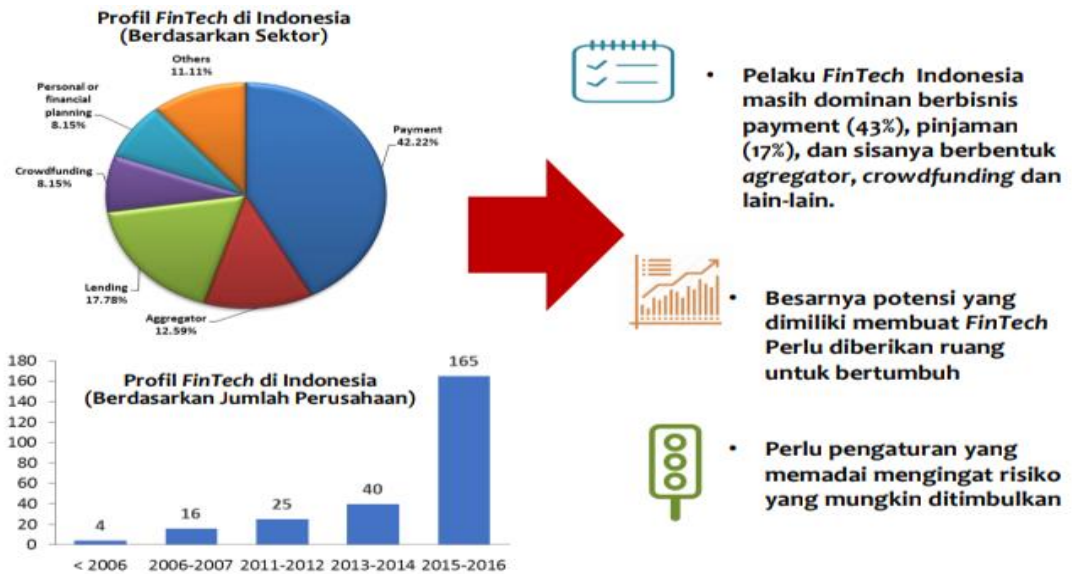 Profil FinTech di Indonesia
(Berdasarkan Sektor)
Others
11.11%
Personal or
financial
planning
8.15%
Crowdfunding
8.15%
Payment
42.22%
Lending
17.78%
Aggregator
12.59%
Profil FinTech di Indonesia
(Berdasarkan Jumlah Perusahaan)
180
160
140
120
100
80
60
40
20
0
4
16
25
40
165
< 2006
2006-2007
2011-2012
2013-2014
2015-2016
• Pelaku FinTech Indonesia
masih dominan berbisnis
payment (43%), pinjaman
(17%), dan sisanya berbentuk
agregator, crowdfunding dan
lain-lain.
• Besarnya potensi yang
dimiliki membuat FinTech
Perlu diberikan ruang
untuk bertumbuh
• Perlu pengaturan yang
memadai mengingat risiko
yang mungkin ditimbulkan